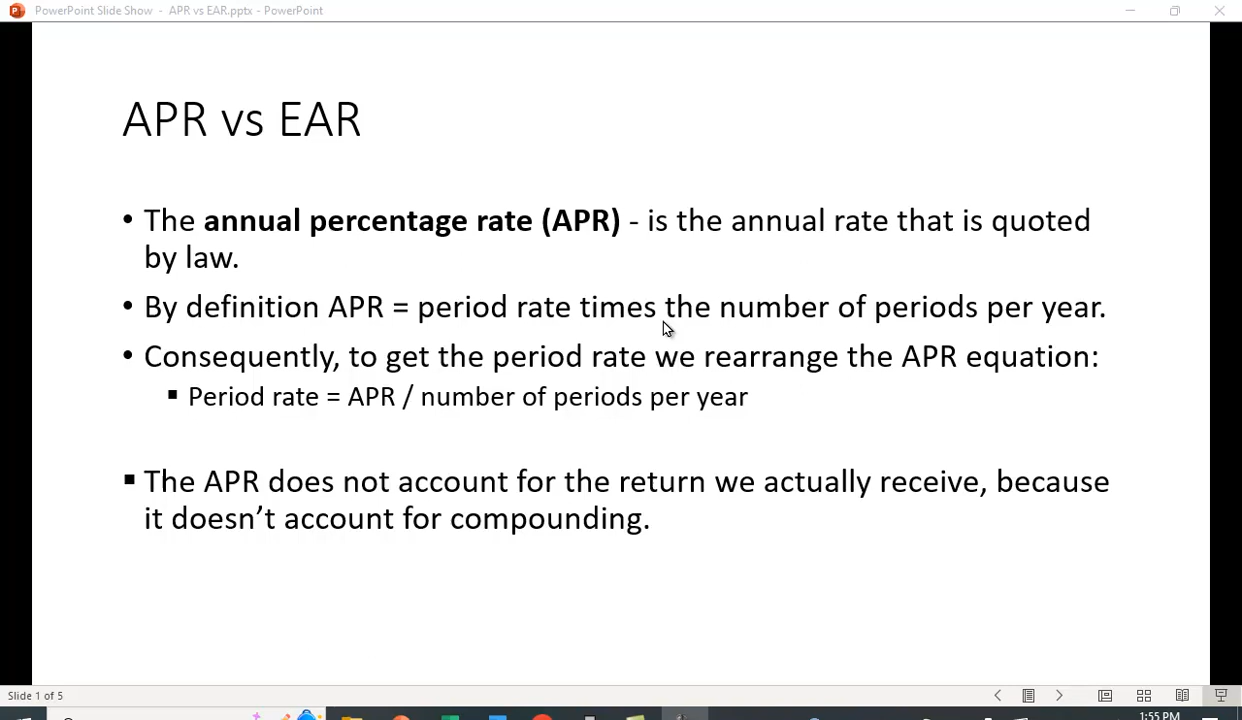 PowerPoint Slide Show - APR vs EAR.pptx - PowerPoint
APR vs EAR
• The annual percentage rate (APR) - is the annual rate that is quoted
by law.
• By definition APR = period rate times the number of periods per year.
• Consequently, to get the period rate we rearrange the APR equation:
▪ Period rate = APR / number of periods per year
▪ The APR does not account for the return we actually receive, because
it doesn’t account for compounding.
Slide 1 of 5
1:55 PM